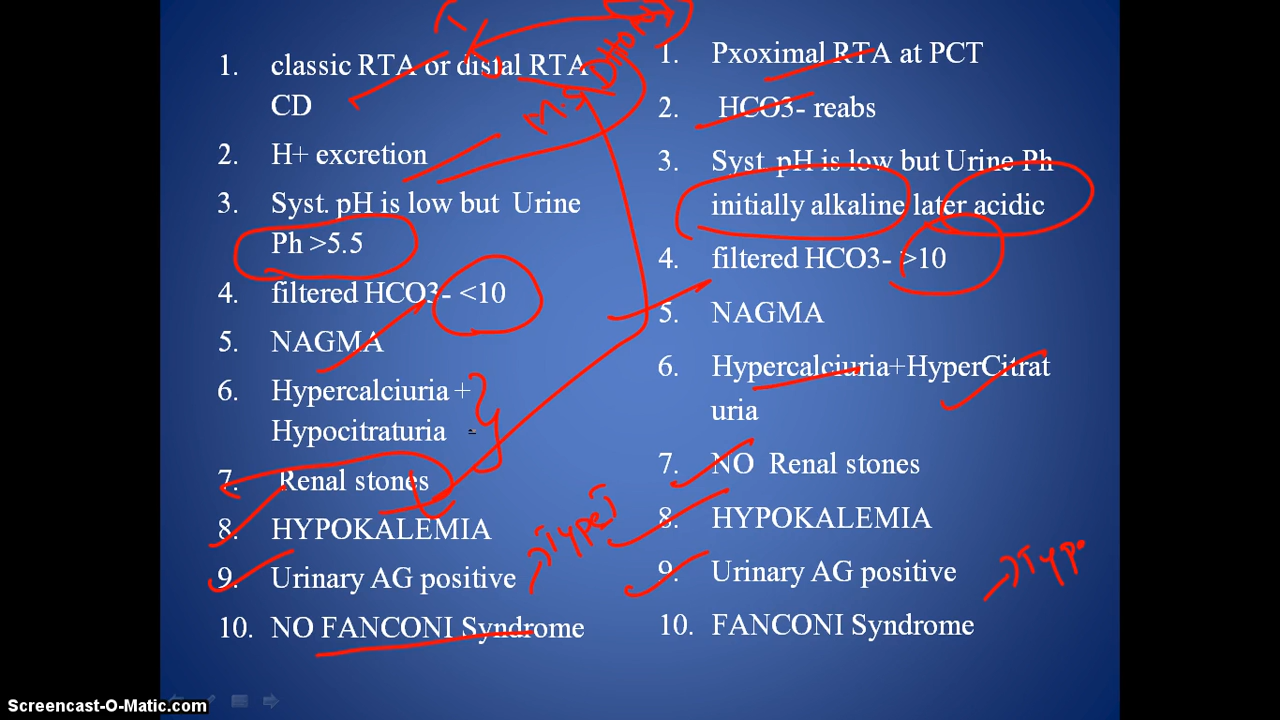 1. classic RTA or distal RTA
CD
2. H+ excretion
3. Syst. pH is low but Urine
Ph >5.5
4. filtered HCO3- <10
5. NAGMA
6. Hypercalciuria +
Hypocitraturia
7. Renal stones
8. HYPOKALEMIA
9. Urinary AG positive
10. NO FANCONI Syndrome
Type
1. Pxoximal RTA at PCT
2. HCO3- reabs
3. Syst. pH is low but Urine Ph
initially alkaline later acidic
4. filtered HCO3- >10
5. NAGMA
6. Hypercalciuria+HyperCitrat
uria
7. NO Renal stones
8. HYPOKALEMIA
9. Urinary AG positive
10. FANCONI Syndrome
Type
Screencast-O-Matic.com